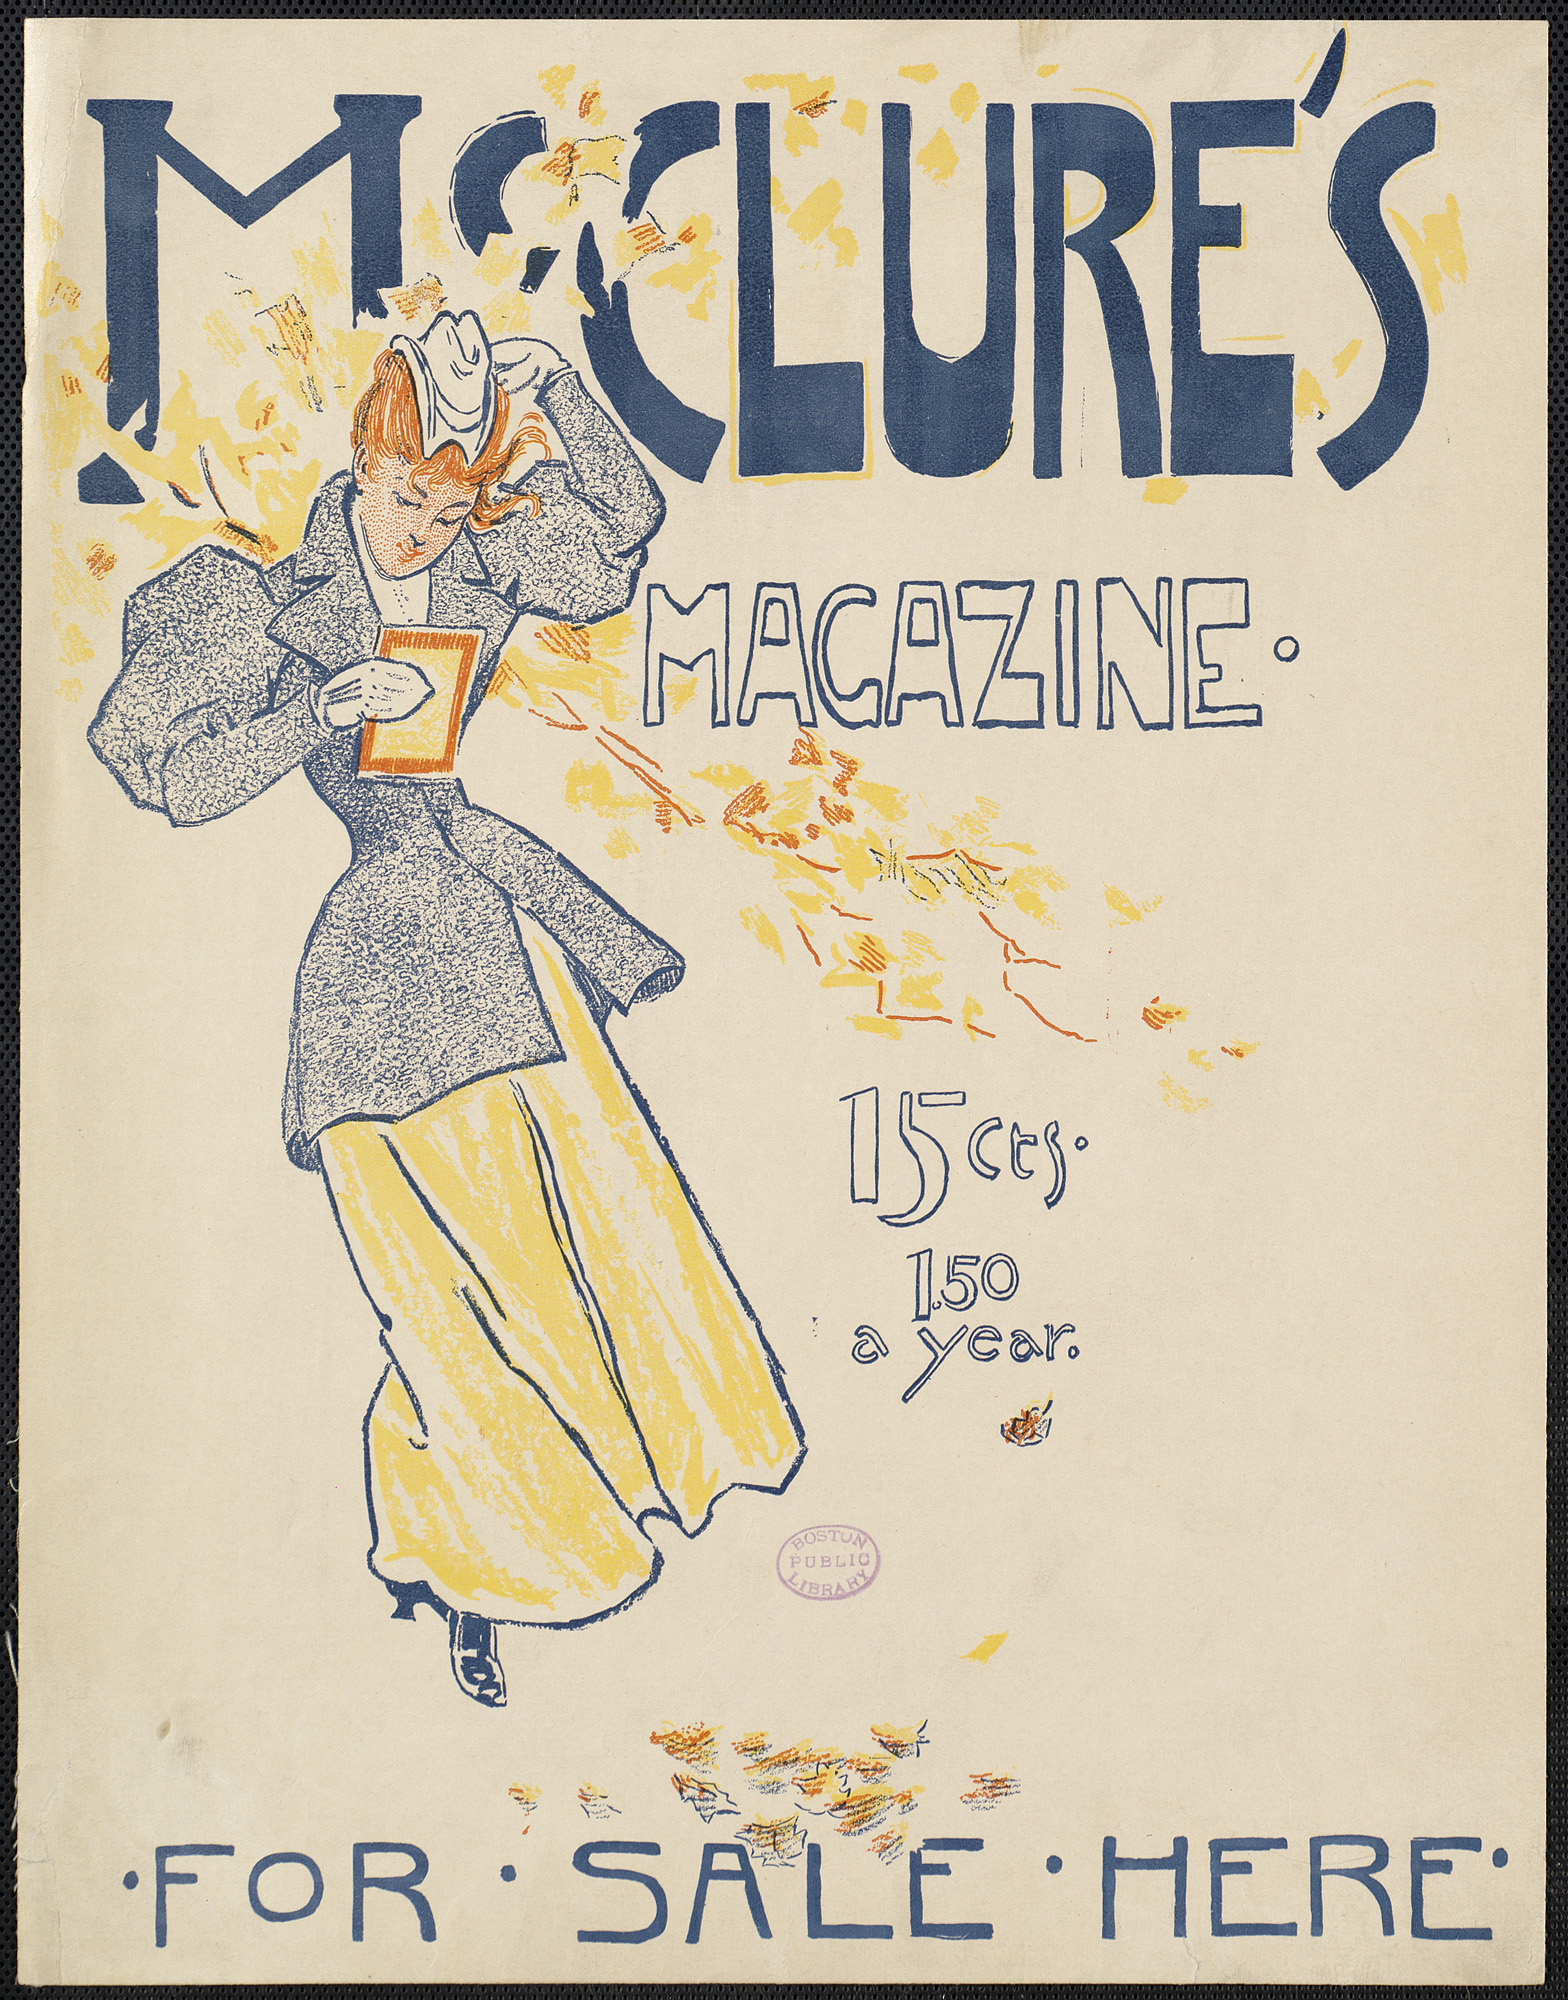 McCLURE'S
MAGAZINE.
15 cts.
1.50
a year.
BOSTON
PUBLIC
LIBRARY
·FOR·SALE·HERE·